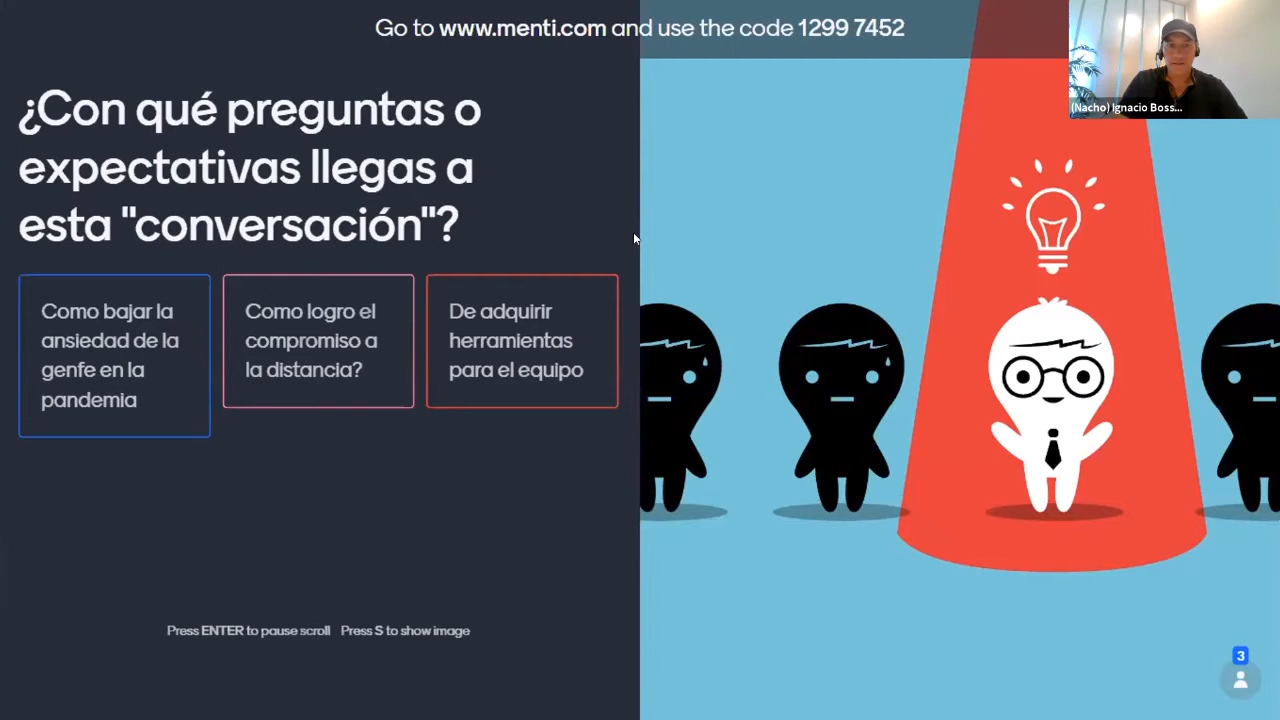 Go to www.menti.com and use the code 1299 7452
(Nacho) Ignacio Boss...
¿Con qué preguntas o
expectativas llegas a
esta "conversación"?
Como bajar la
ansiedad de la
genfe en la
pandemia
Como logro el
compromiso a
la distancia?
De adquirir
herramientas
para el equipo
Press ENTER to pause scroll Press S to show image
3